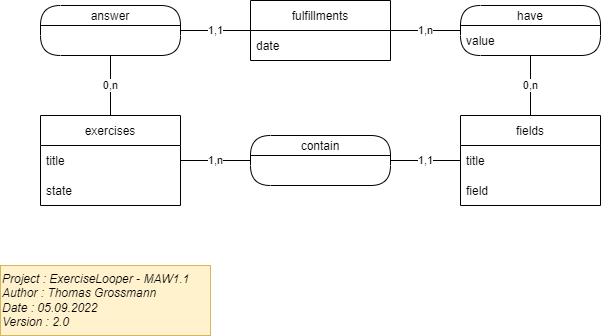 answer
fulfillments
have
1,1
1,n
date
value
0,n
0,n
exercises
fields
title
contain
title
1,n
1,1
state
field
Project : ExerciseLooper - MAW1.1
Author : Thomas Grossmann
Date : 05.09.2022
Version : 2.0